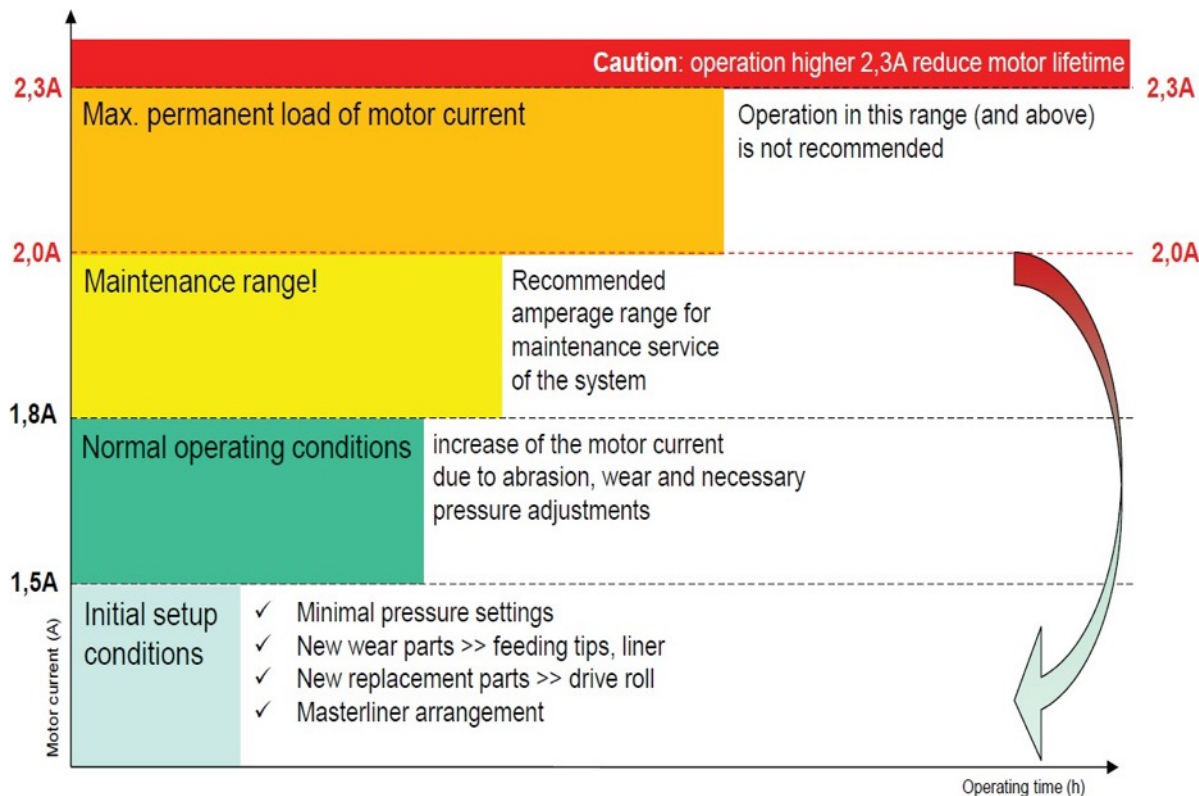 Caution: operation higher 2,3A reduce motor lifetime
2,3A
2,3A
Max. permanent load of motor current
Operation in this range (and above)
is not recommended
2,0A
2,0A
Maintenance range!
Recommended
amperage range for
maintenance service
of the system
1,8A
Normal operating conditions
increase of the motor current
due to abrasion, wear and necessary
pressure adjustments
1,5A
Initial setup
conditions
✓ Minimal pressure settings
✓ New wear parts >> feeding tips, liner
✓ New replacement parts >> drive roll
✓ Masterliner arrangement
Motor current (A)
Operating time (h)